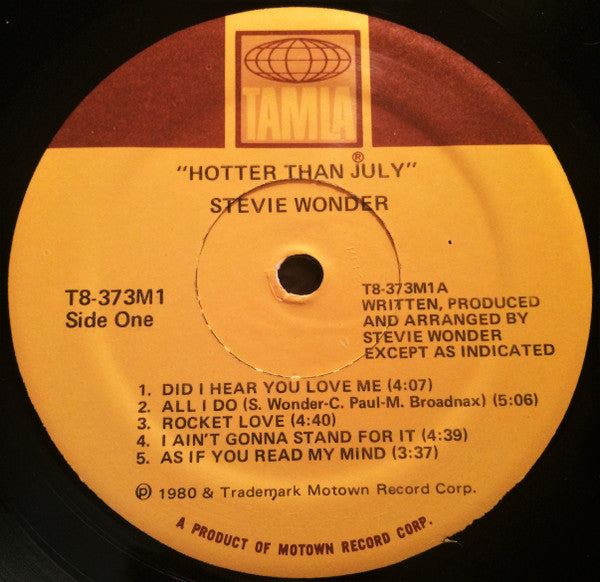 TAMLA®
"HOTTER THAN JULY"
STEVIE WONDER
T8-373M1
Side One
T8-373M1A
WRITTEN, PRODUCED
AND ARRANGED BY
STEVIE WONDER
EXCEPT AS INDICATED
1. DID I HEAR YOU LOVE ME (4:07)
2. ALL I DO (S. Wonder-C. Paul-M. Broadnax) (5:06)
3. ROCKET LOVE (4:40)
4. I AIN'T GONNA STAND FOR IT (4:39)
5. AS IF YOU READ MY MIND (3:37)
℗ 1980 & Trademark Motown Record Corp.
A PRODUCT OF MOTOWN RECORD CORP.